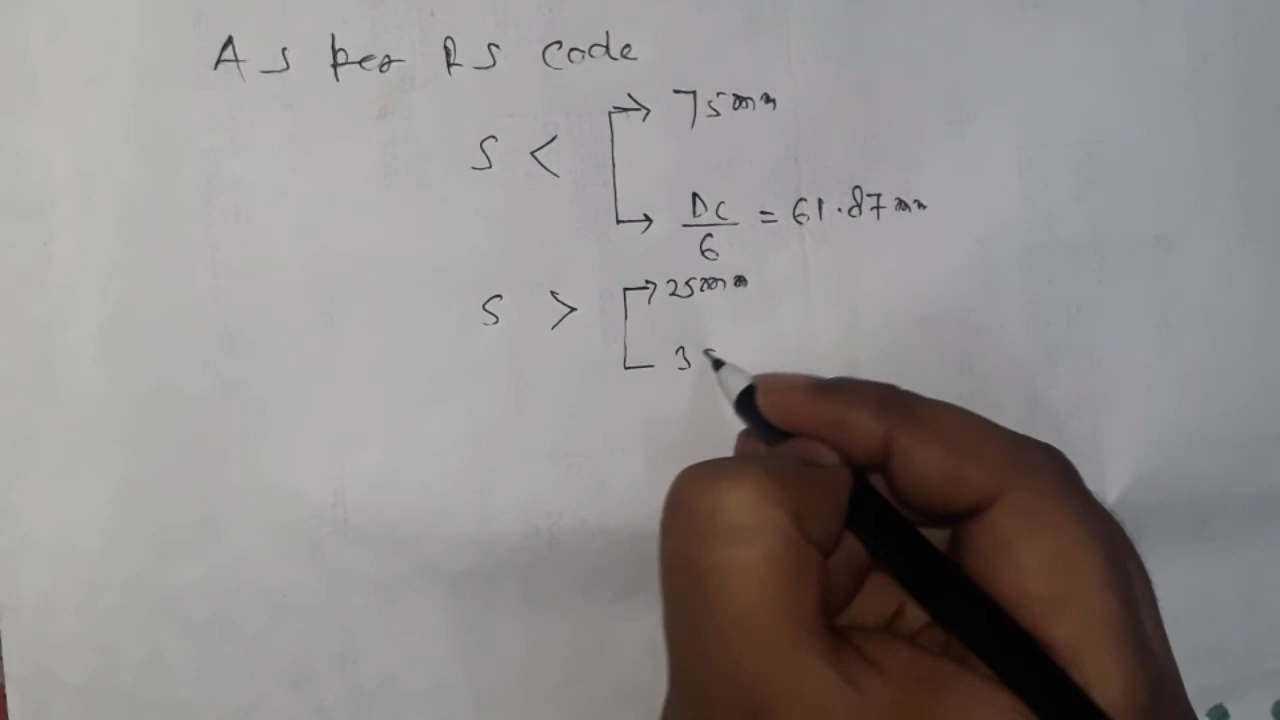 As per RS code
S < 75mm
DC/6 = 61.87mm
S > 25mm
3